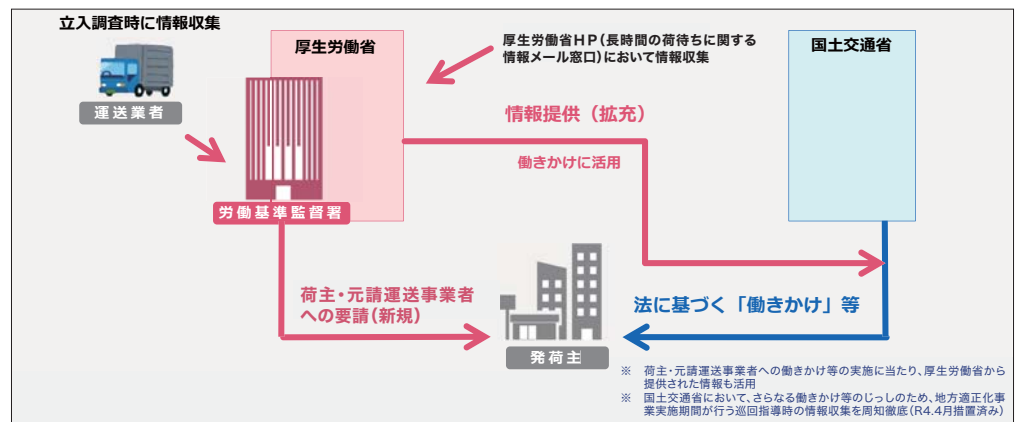 立入調査時に情報収集
運送業者
厚生労働省
労働基準監督署
厚生労働省HP(長時間の荷待ちに関する
情報メール窓口)において情報収集
国土交通省
情報提供(拡充)
働きかけに活用
荷主・元請運送事業者
への要請(新規)
発荷主
法に基づく「働きかけ」等
※ 荷主・元請運送事業者への働きかけ等の実施に当たり、厚生労働省から
提供された情報も活用
※ 国土交通省において、さらなる働きかけ等のじっしのため、地方適正化事
業実施期間が行う巡回指導時の情報収集を周知徹底(R4.4月措置済み)